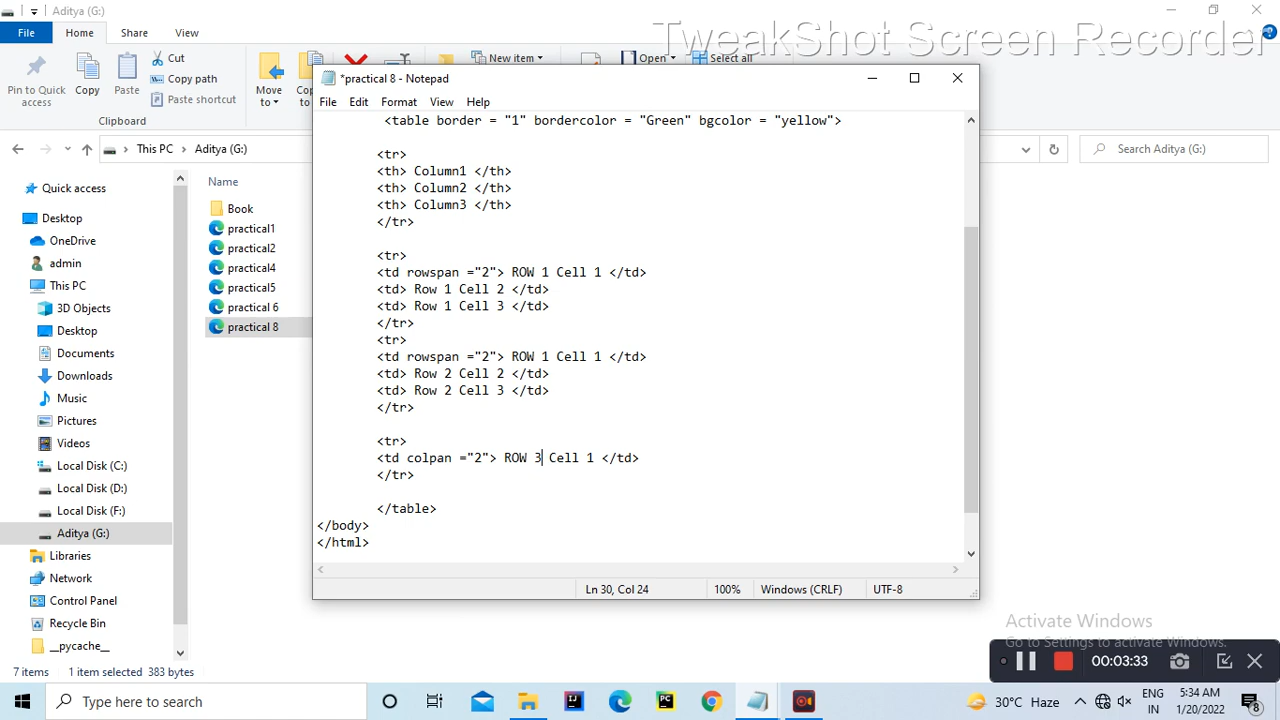 Aditya (G:)
TweakShot Screen Recorder
File
Home
Share
View
Pin to Quick access
Copy
Paste
Cut
Copy path
Paste shortcut
Clipboard
Move to
New item
Open
Select all
This PC
Aditya (G:)
Search Aditya (G:)
Quick access
Desktop
OneDrive
admin
This PC
3D Objects
Desktop
Documents
Downloads
Music
Pictures
Videos
Local Disk (C:)
Local Disk (D:)
Local Disk (F:)
Aditya (G:)
Libraries
Network
Control Panel
Recycle Bin
__pycache__
Name
Book
practical1
practical2
practical4
practical5
practical 6
practical 8
7 items
1 item selected 383 bytes
*practical 8 - Notepad
File Edit Format View Help
<table border = "1" bordercolor = "Green" bgcolor = "yellow">
<tr>
<th> Column1 </th>
<th> Column2 </th>
<th> Column3 </th>
</tr>
<tr>
<td rowspan ="2"> ROW 1 Cell 1 </td>
<td> Row 1 Cell 2 </td>
<td> Row 1 Cell 3 </td>
</tr>
<tr>
<td rowspan ="2"> ROW 1 Cell 1 </td>
<td> Row 2 Cell 2 </td>
<td> Row 2 Cell 3 </td>
</tr>
<tr>
<td colpan ="2"> ROW 3 Cell 1 </td>
</tr>
</table>
</body>
</html>
Ln 30, Col 24
100%
Windows (CRLF)
UTF-8
Activate Windows
Go to Settings to activate Windows.
00:03:33
Type here to search
30°C Haze
ENG
IN
5:34 AM
1/20/2022
8